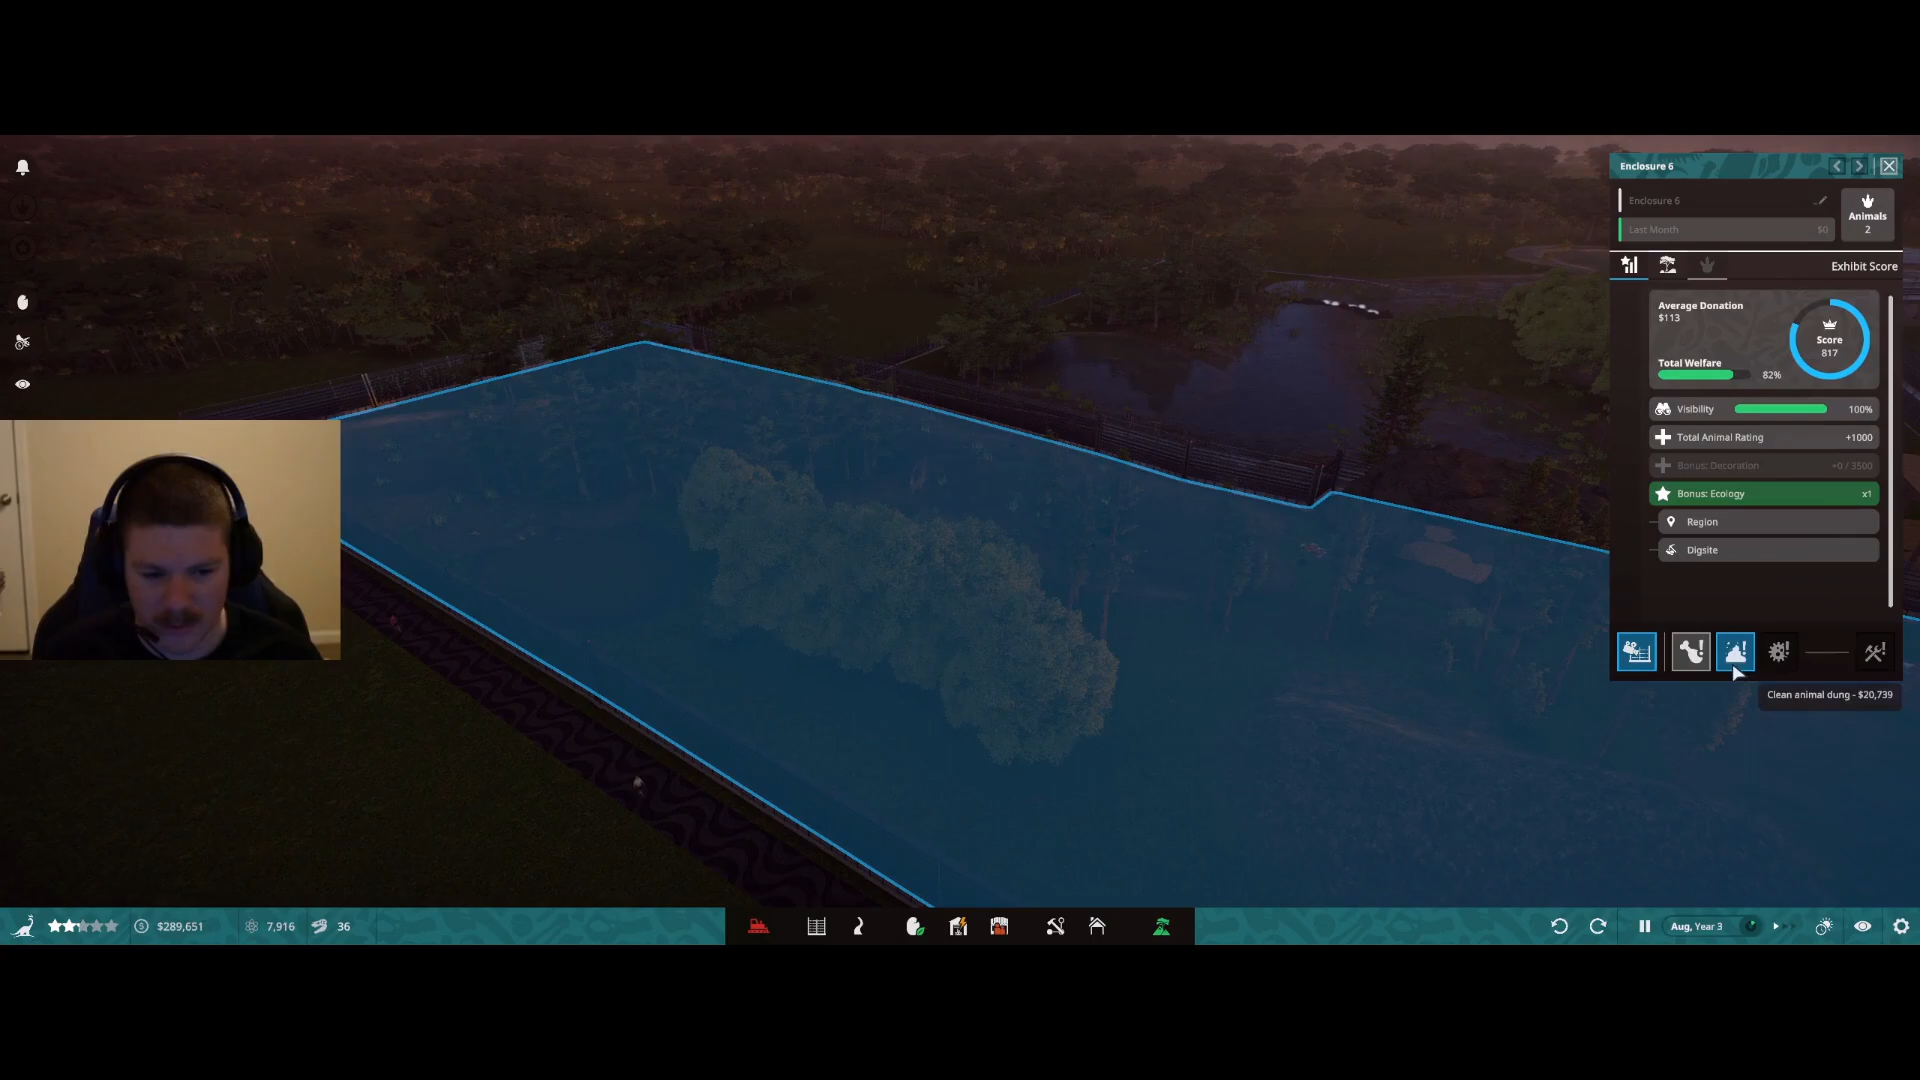 Enclosure 6
Enclosure 6
Last Month $0
Animals
2
Exhibit Score
Average Donation
$113
Score
817
Total Welfare
82%
Visibility 100%
Total Animal Rating +1000
Bonus: Decoration +0 / 3500
Bonus: Ecology x1
Region
Digsite
Clean animal dung - $20,739
$289,651 7,916 36
Aug, Year 3